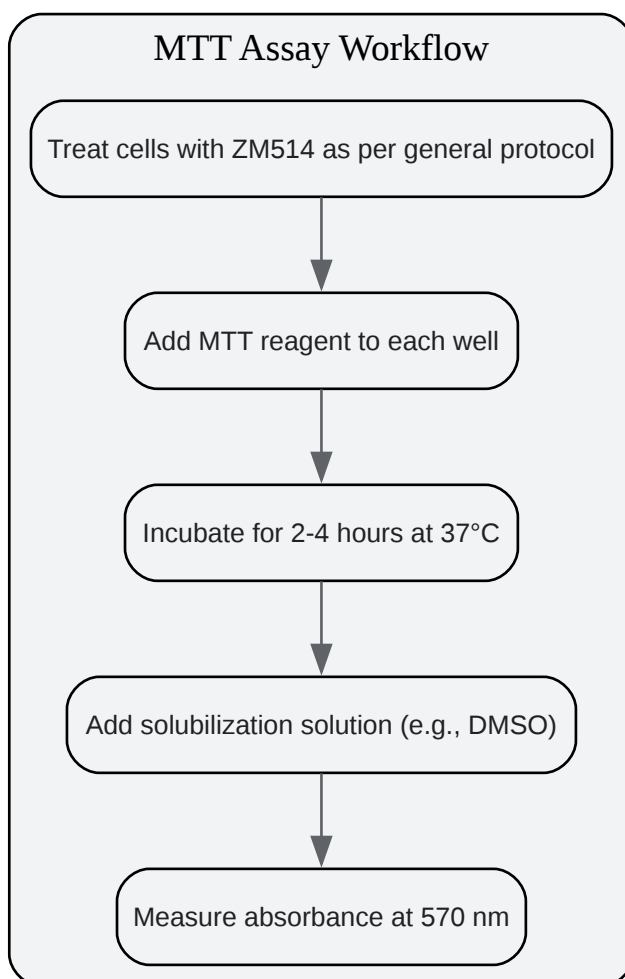 MTT Assay Workflow
Treat cells with ZM514 as per general protocol
Add MTT reagent to each well
Incubate for 2-4 hours at 37°C
Add solubilization solution (e.g., DMSO)
Measure absorbance at 570 nm